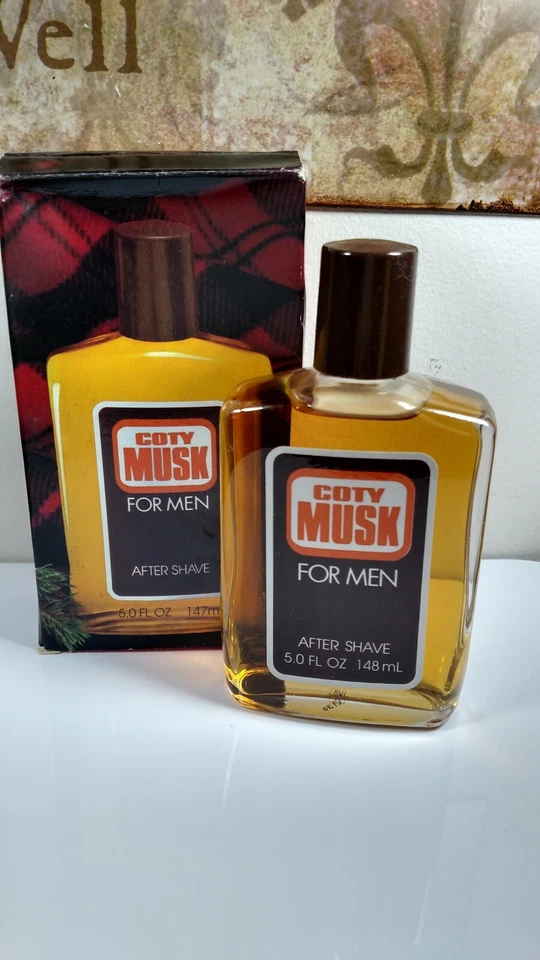 Well
COTY
MUSK
FOR MEN
AFTER SHAVE
5.0 FL OZ 147m
COTY
MUSK
FOR MEN
AFTER SHAVE
5.0 FL OZ 148 mL